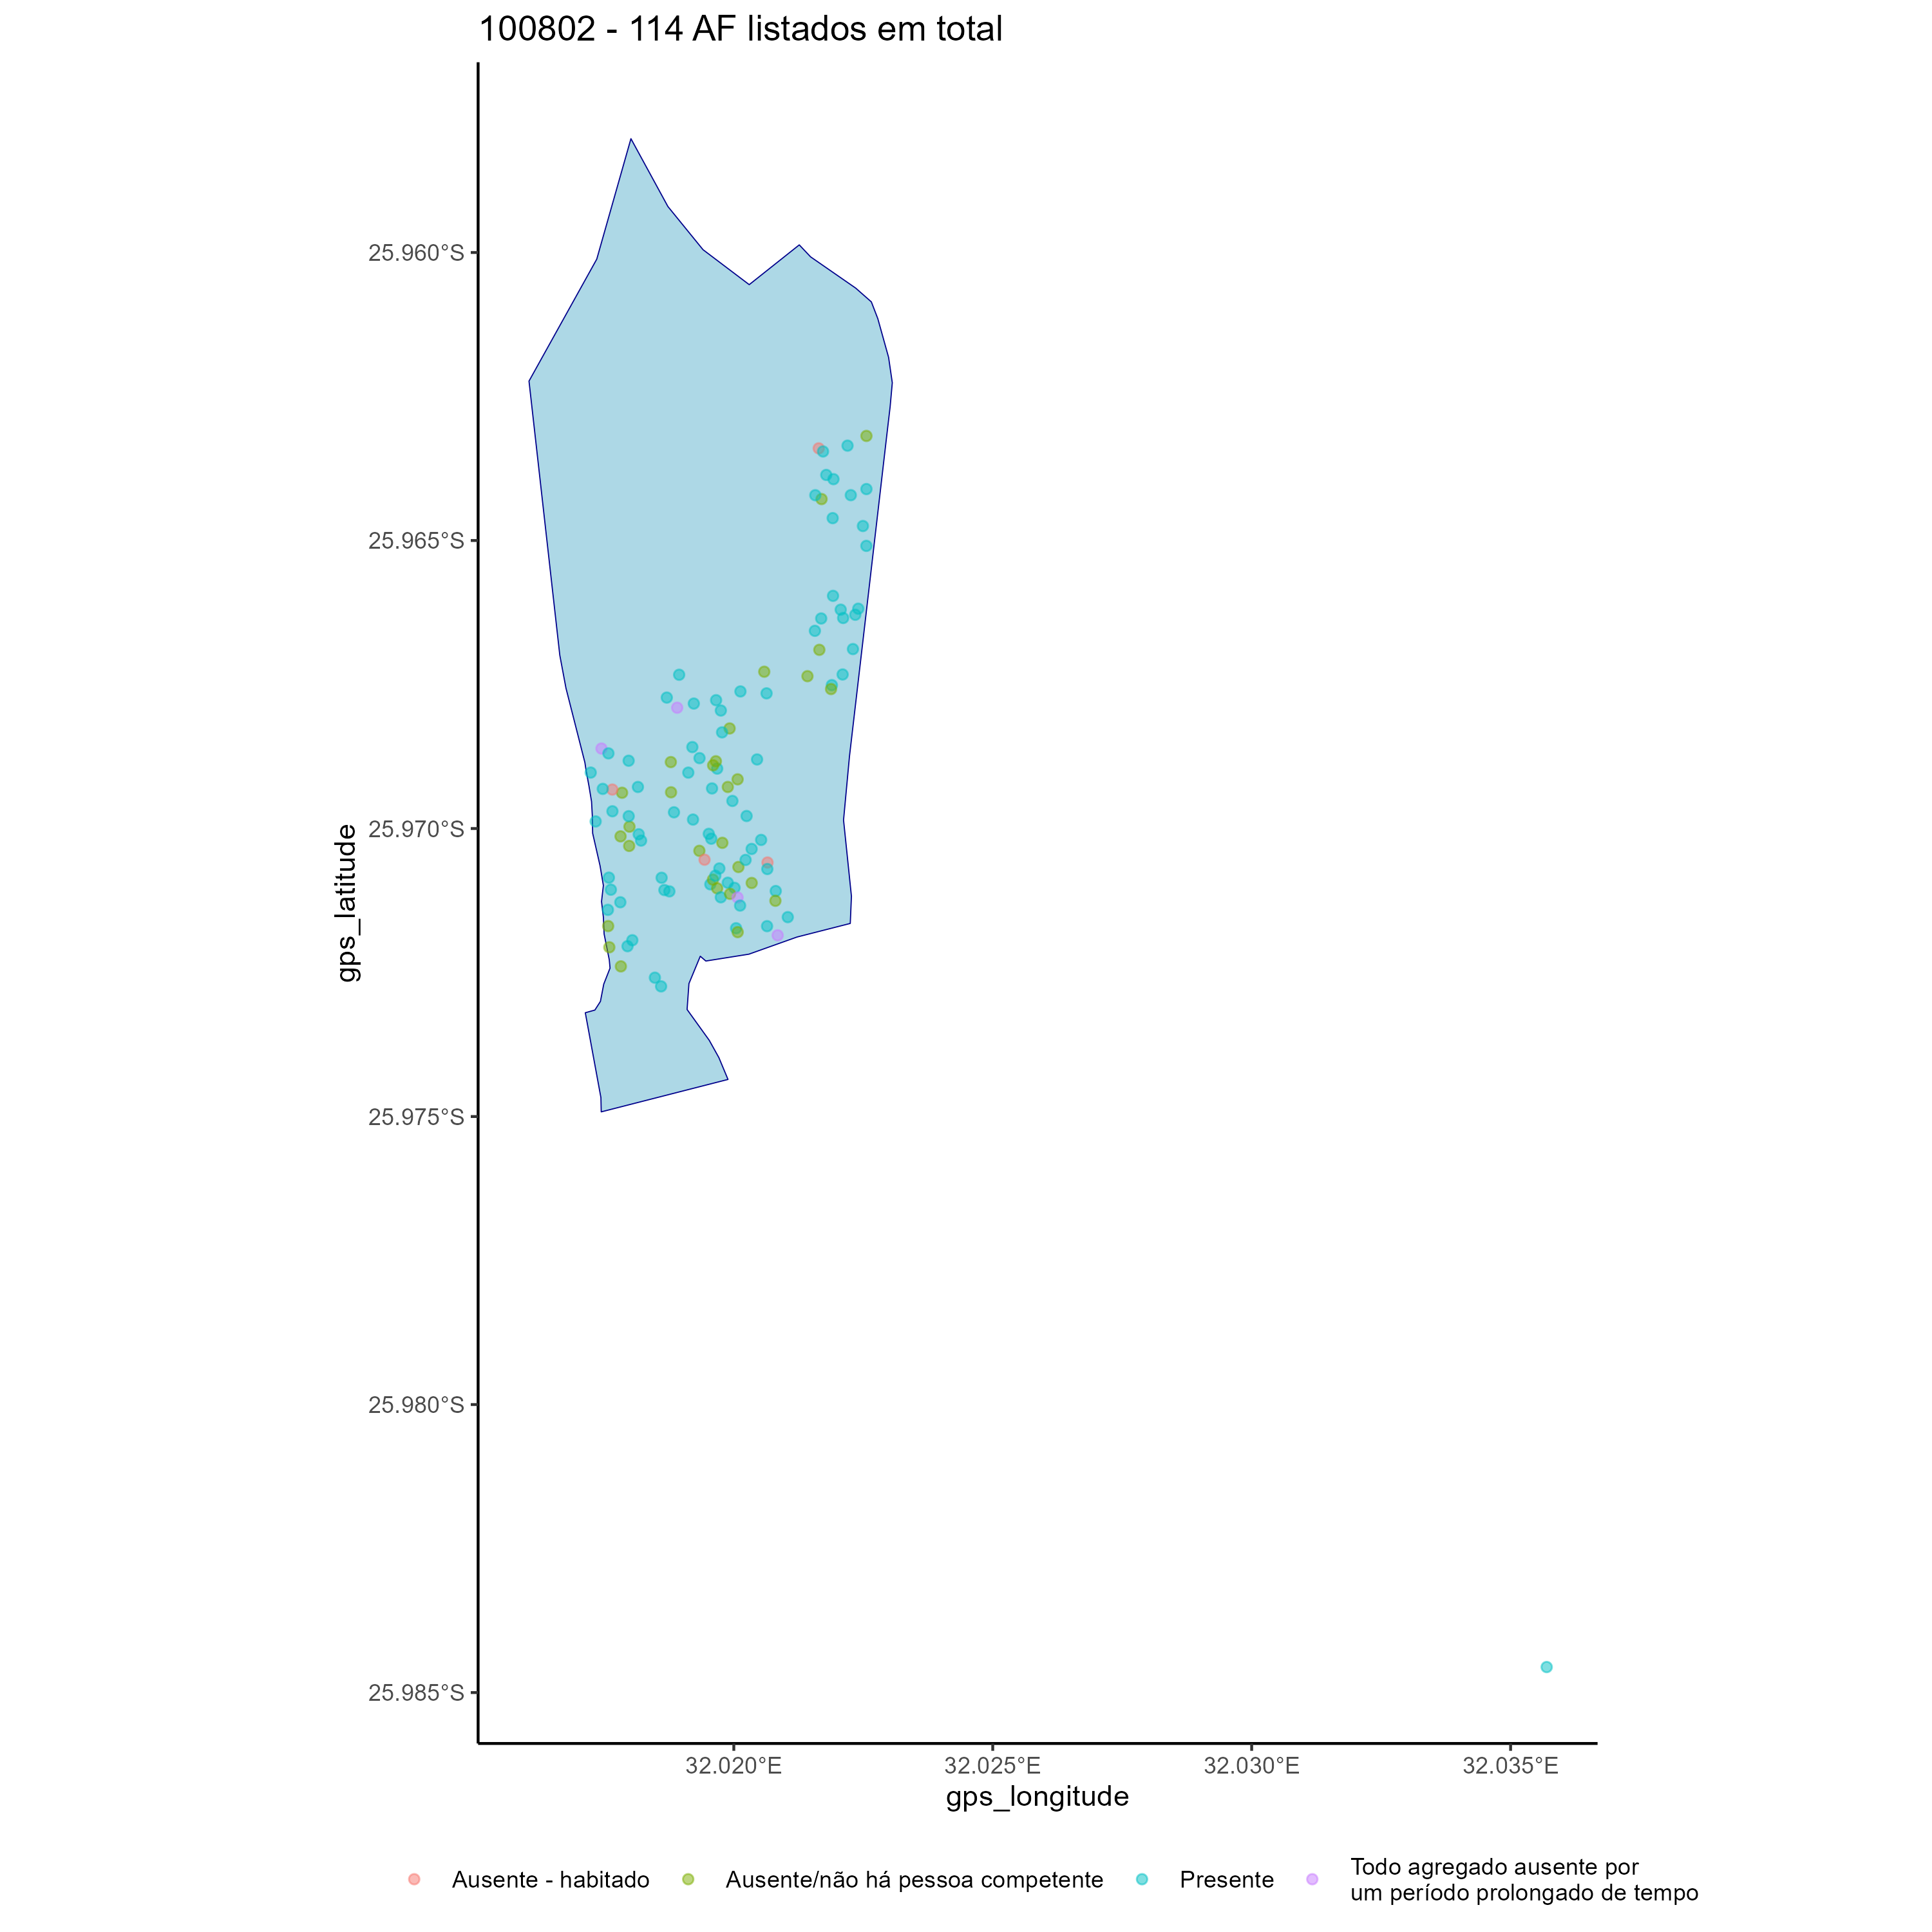 100802 - 114 AF listados em total
25.960°S
25.965°S
25.970°S
25.975°S
25.980°S
25.985°S
gps_latitude
32.020°E
32.025°E
32.030°E
32.035°E
gps_longitude
Ausente - habitado
Ausente/não há pessoa competente
Presente
Todo agregado ausente por
um período prolongado de tempo